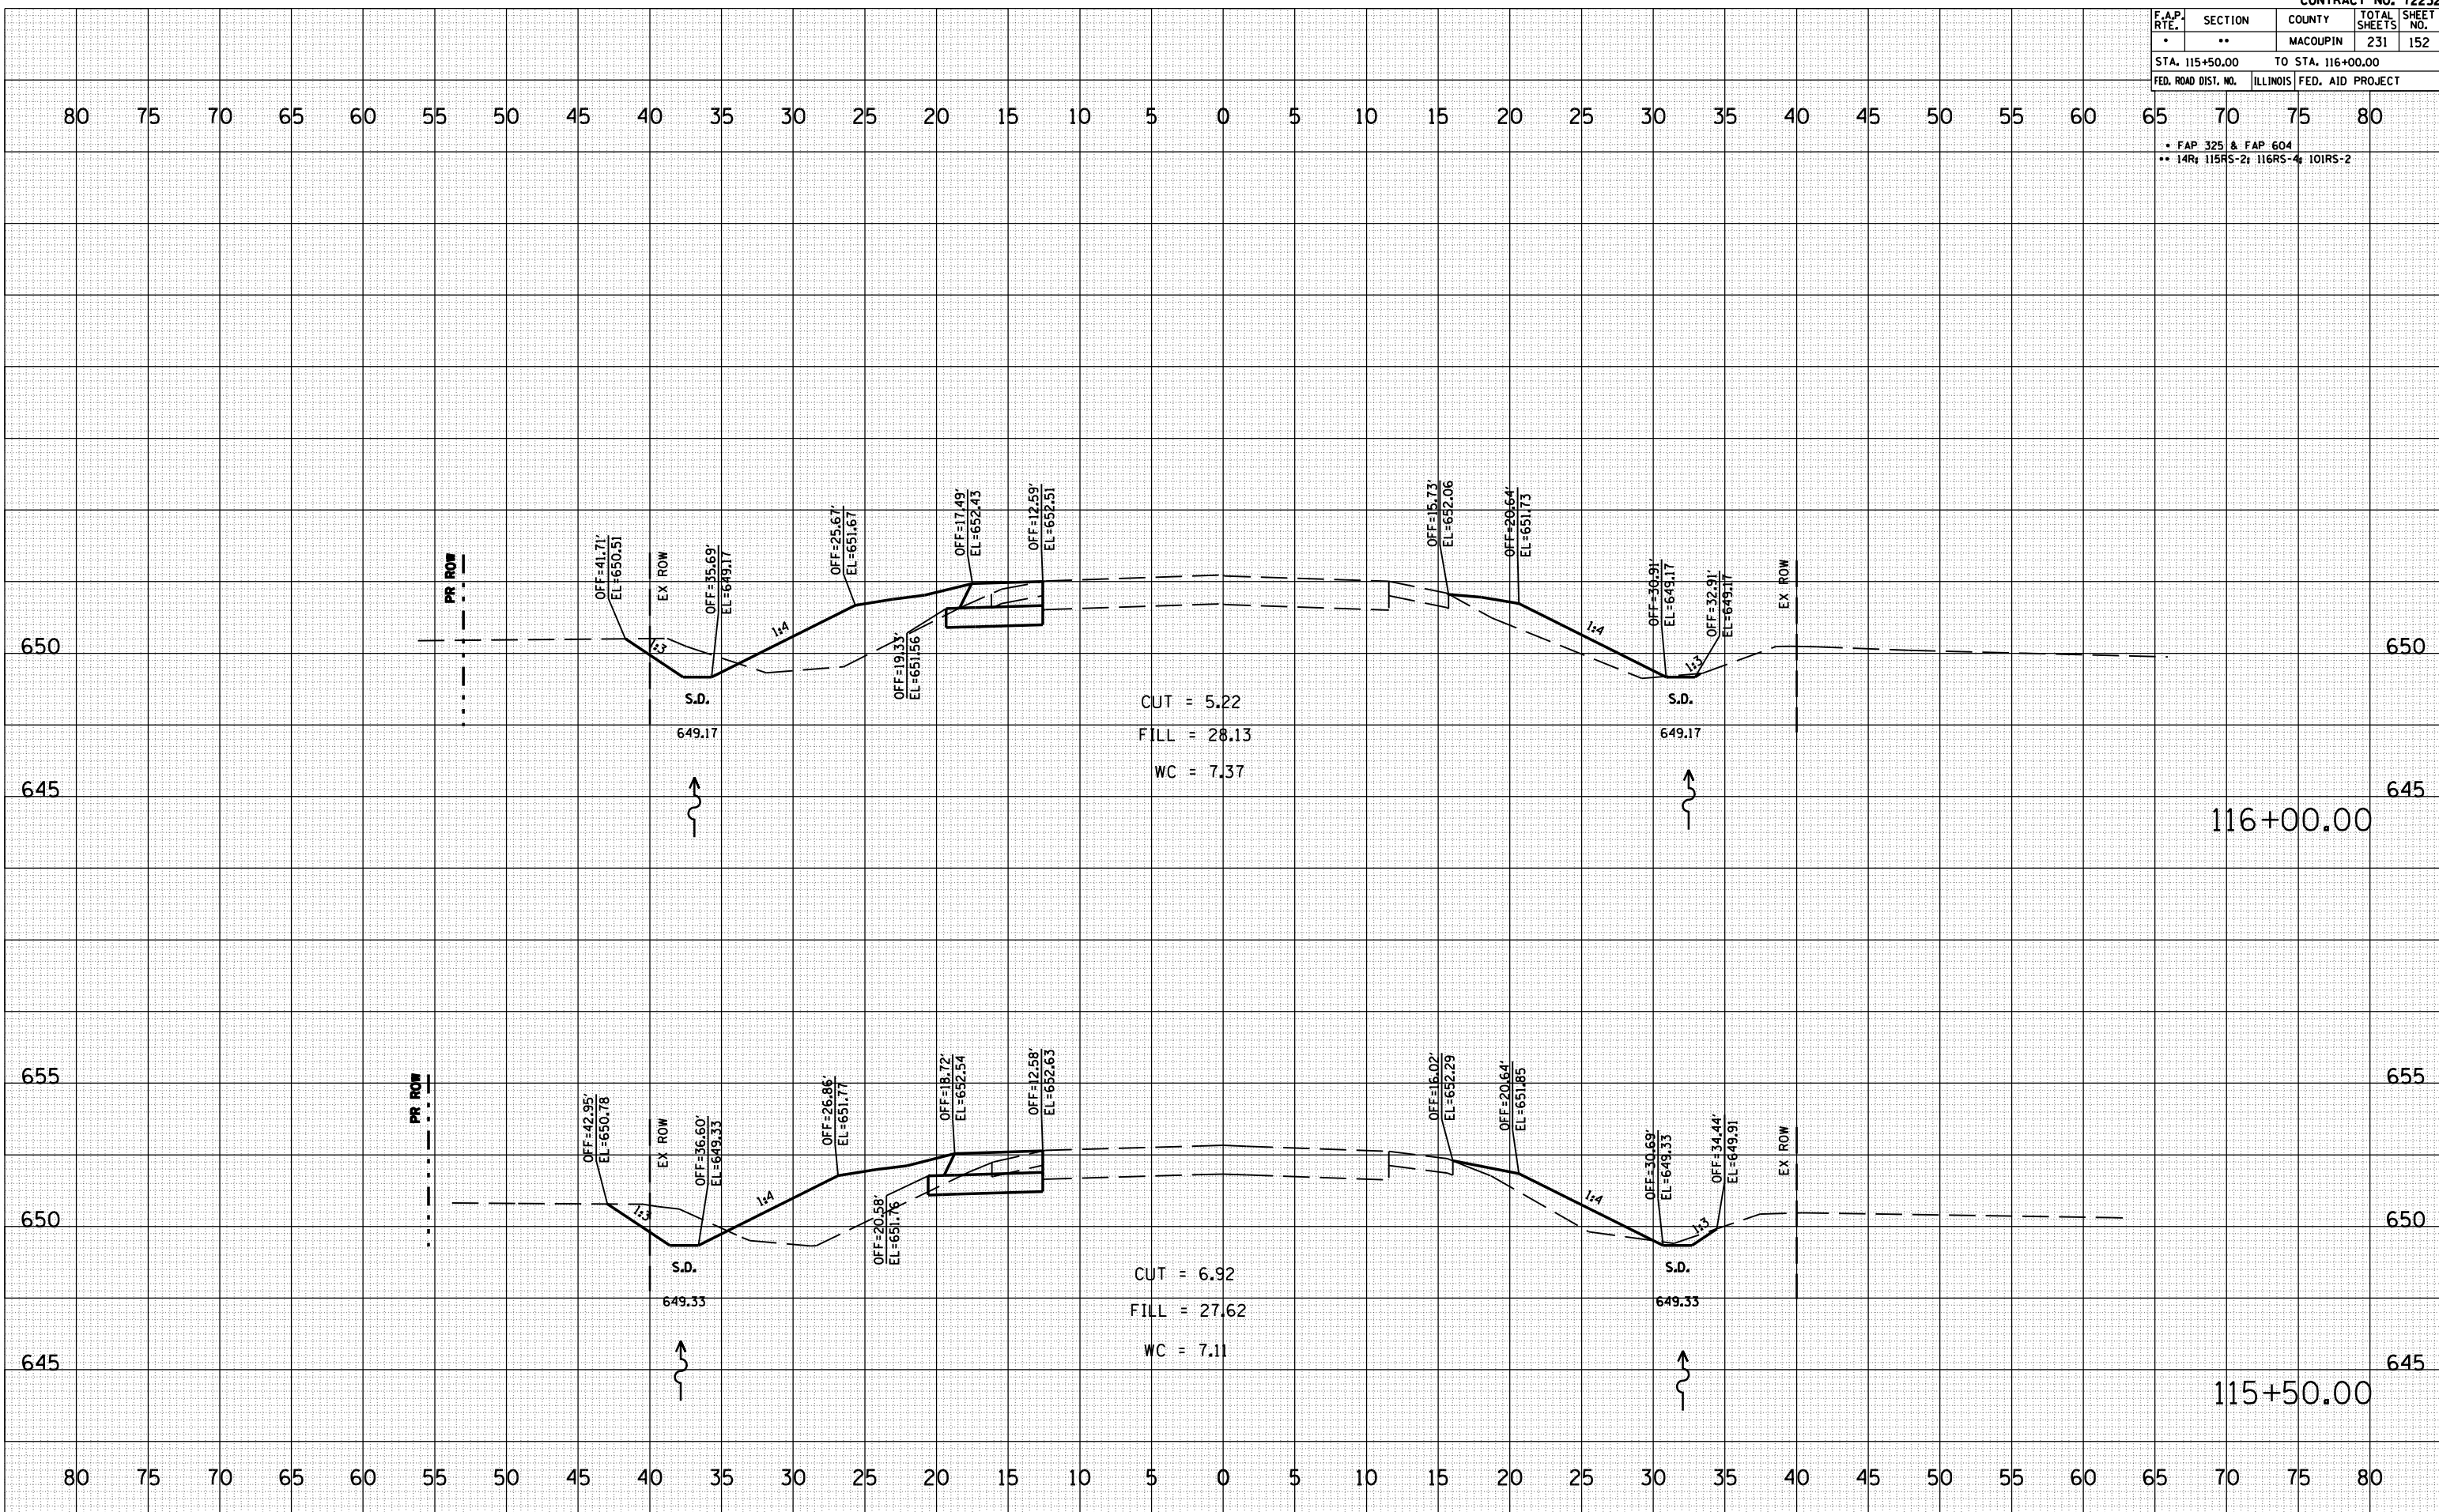 CONTRACT NO. 72232
F.A.P. RTE. SECTION COUNTY TOTAL SHEETS SHEET NO.
• •• MACOUPIN 231 152
STA. 115+50.00 TO STA. 116+00.00
FED. ROAD DIST. NO. ILLINOIS FED. AID PROJECT
80 75 70 65 60 55 50 45 40 35 30 25 20 15 10 5 0 5 10 15 20 25 30 35 40 45 50 55 60 65 70 75 80
• FAP 325 & FAP 604
•• 14R; 115RS-2; 116RS-4; 101RS-2
PR ROW
OFF=41.71'
EL=650.51
EX ROW
OFF=35.69'
EL=649.17
OFF=25.67'
EL=651.67
OFF=17.49'
EL=652.43
OFF=12.59'
EL=652.51
OFF=15.73'
EL=652.06
OFF=20.64'
EL=651.73
OFF=30.91'
EL=649.17
OFF=32.91'
EL=649.17
EX ROW
650 1:3 1:4 1:4 1:3 650
OFF=19.33'
EL=651.56
S.D. S.D.
CUT = 5.22
649.17 FILL = 28.13 649.17
WC = 7.37
645 645
116+00.00
655 655
PR ROW
OFF=42.95'
EL=650.78
EX ROW
OFF=36.60'
EL=649.33
OFF=26.86'
EL=651.77
OFF=18.72'
EL=652.54
OFF=12.58'
EL=652.63
OFF=16.02'
EL=652.29
OFF=20.64'
EL=651.85
OFF=30.69'
EL=649.33
OFF=34.44'
EL=649.91
EX ROW
650 1:3 1:4 1:4 1:3 650
OFF=20.58'
EL=651.76
S.D. S.D.
CUT = 6.92
649.33 649.33
FILL = 27.62
WC = 7.11
645 645
115+50.00
80 75 70 65 60 55 50 45 40 35 30 25 20 15 10 5 0 5 10 15 20 25 30 35 40 45 50 55 60 65 70 75 80